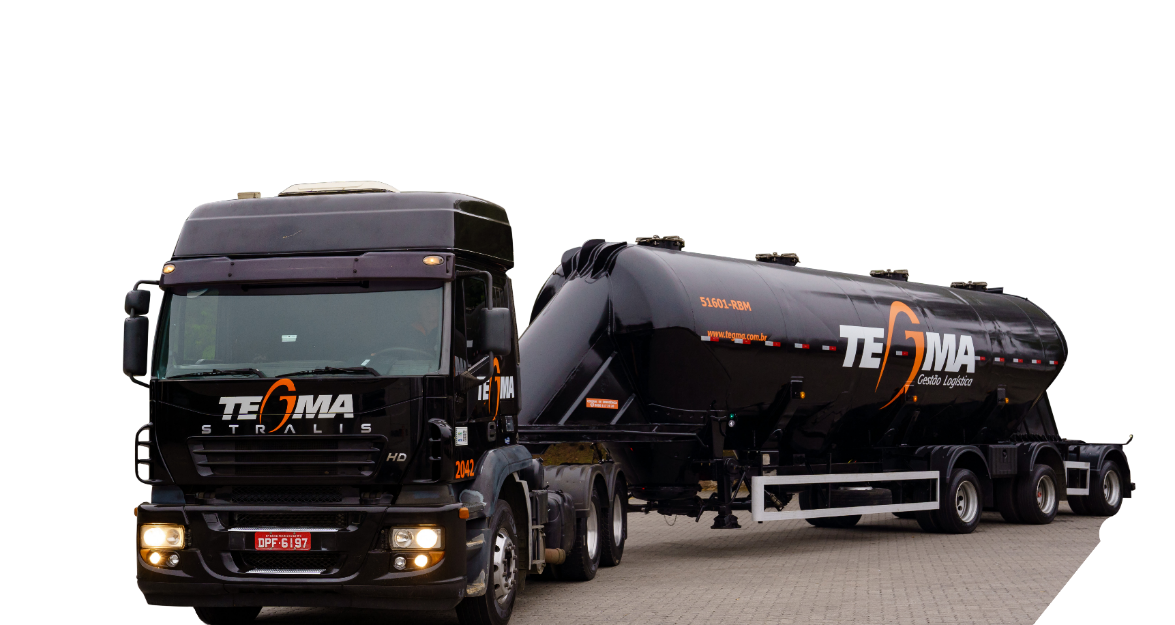 TEGMA
STRALIS
HD
2042
DPF·6197
TEGMA
51601-RBM
www.tegma.com.br
TEGMA
Gestão Logística